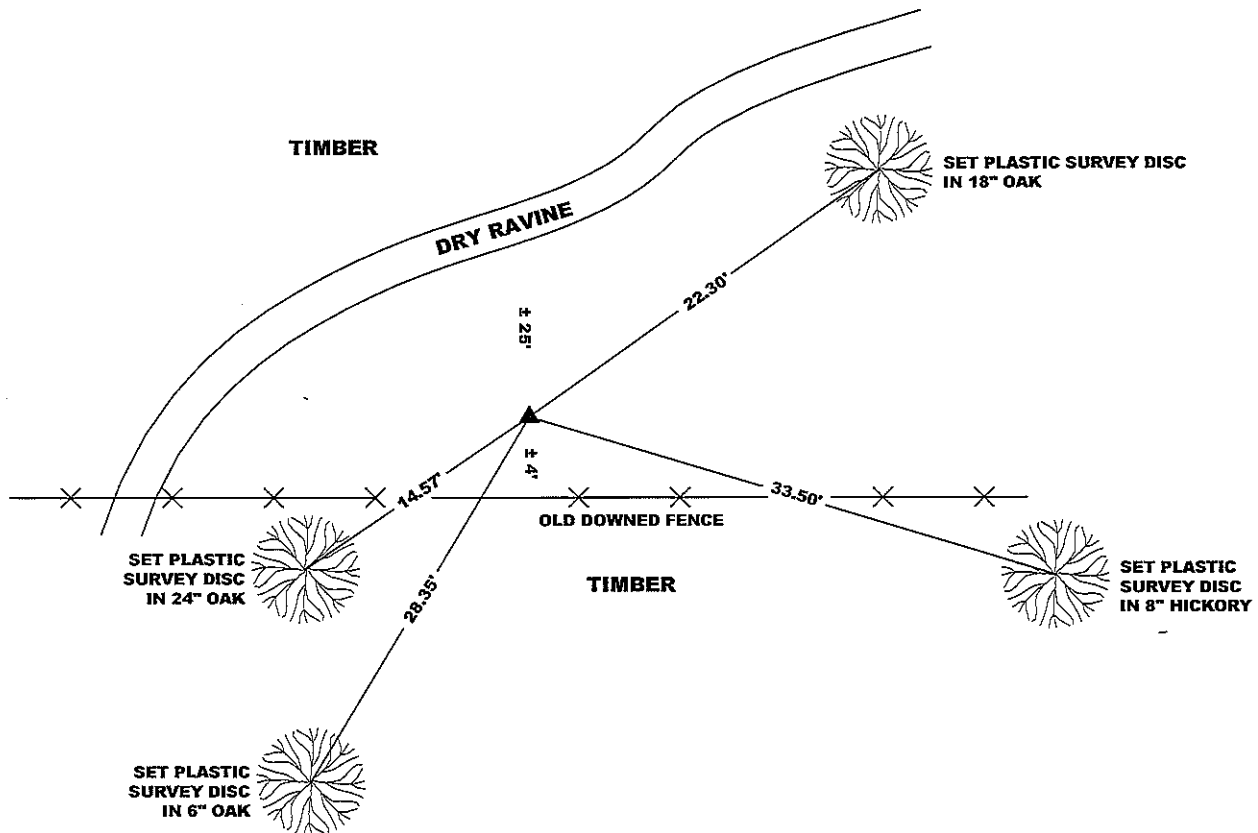 TIMBER
SET PLASTIC SURVEY DISC
IN 18" OAK
DRY RAVINE
22.30'
± 25'
± 4'
14.57'
33.50'
OLD DOWNED FENCE
SET PLASTIC
SURVEY DISC
IN 24" OAK
TIMBER
SET PLASTIC
SURVEY DISC
IN 8" HICKORY
28.35'
SET PLASTIC
SURVEY DISC
IN 6" OAK